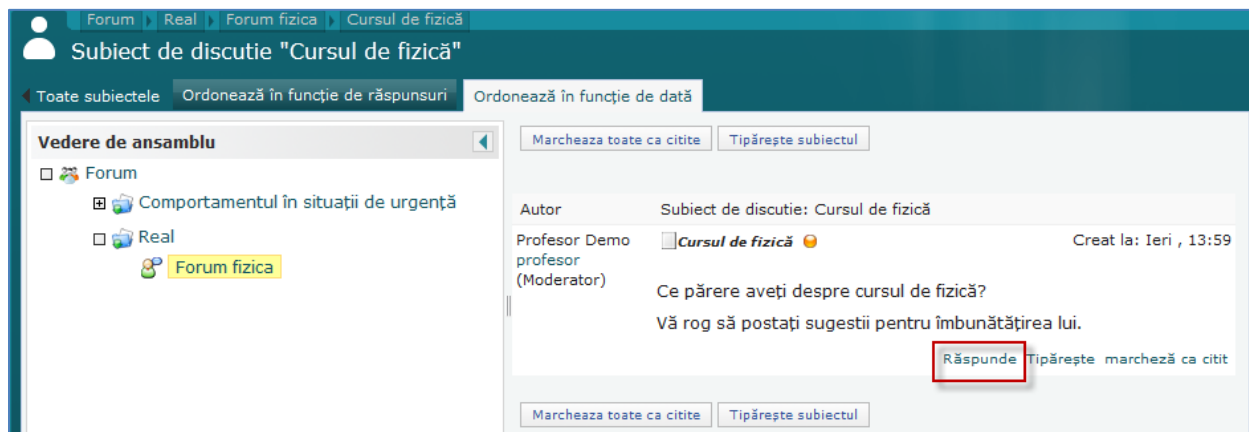 Forum Real Forum fizica Cursul de fizică
Subiect de discutie "Cursul de fizică"
Toate subiectele Ordonează în funcție de răspunsuri Ordonează în funcție de dată
Vedere de ansamblu
Forum
Comportamentul în situații de urgență
Real
Forum fizica
Marcheaza toate ca citite Tipărește subiectul
Autor Subiect de discutie: Cursul de fizică
Profesor Demo Cursul de fizică Creat la: Ieri , 13:59
profesor
(Moderator)
Ce părere aveți despre cursul de fizică?
Vă rog să postați sugestii pentru îmbunătățirea lui.
Răspunde Tipărește marcheză ca citit
Marcheaza toate ca citite Tipărește subiectul